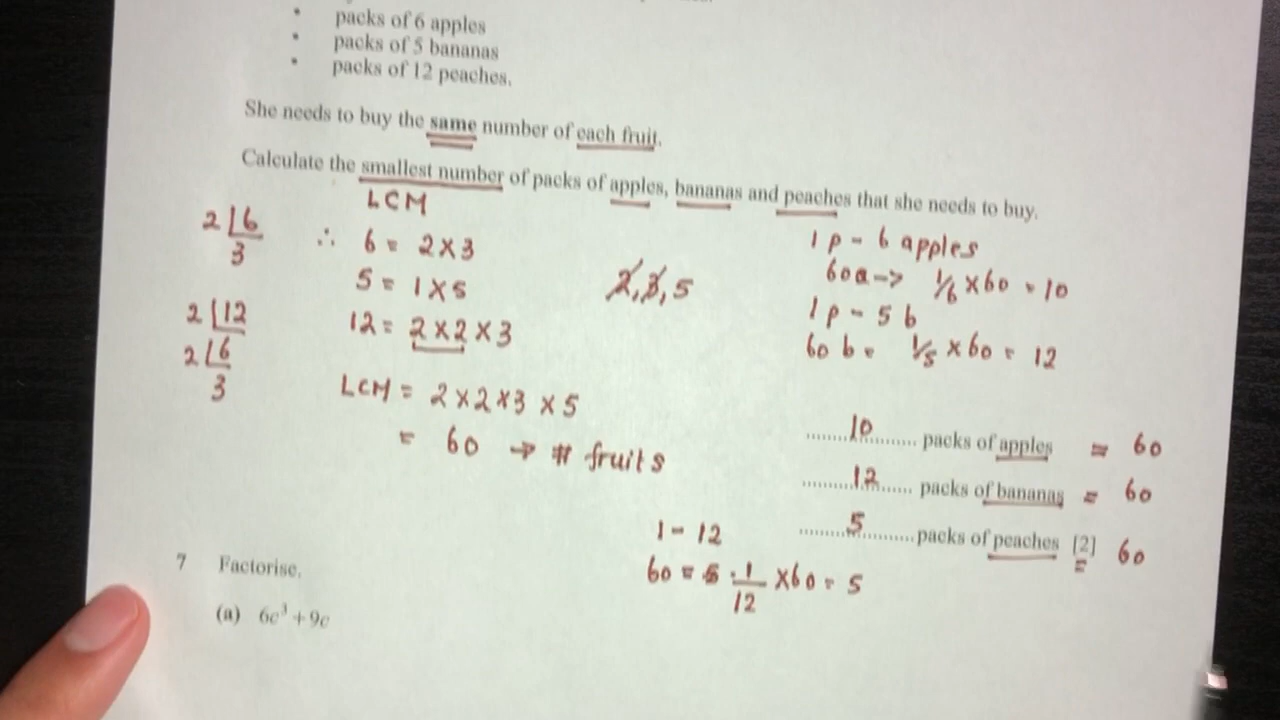 • packs of 6 apples
• packs of 5 bananas
• packs of 12 peaches.
She needs to buy the same number of each fruit.
Calculate the smallest number of packs of apples, bananas and peaches that she needs to buy.
LCM
2 6
3
∴ 6 = 2 × 3
5 = 1 × 5
12 = 2 × 2 × 3
2 12
2 6
3
2, 3, 5
LCM = 2 × 2 × 3 × 5
= 60 → # fruits
1 p - 6 apples
60a -> 1/6 × 60 = 10
1 p - 5 b
60 b = 1/5 × 60 = 12
10 packs of apples = 60
12 packs of bananas = 60
5 packs of peaches [2] = 60
1 - 12
60 = 1/12 × 60 = 5
7 Factorise.
(a) 6c³ + 9c